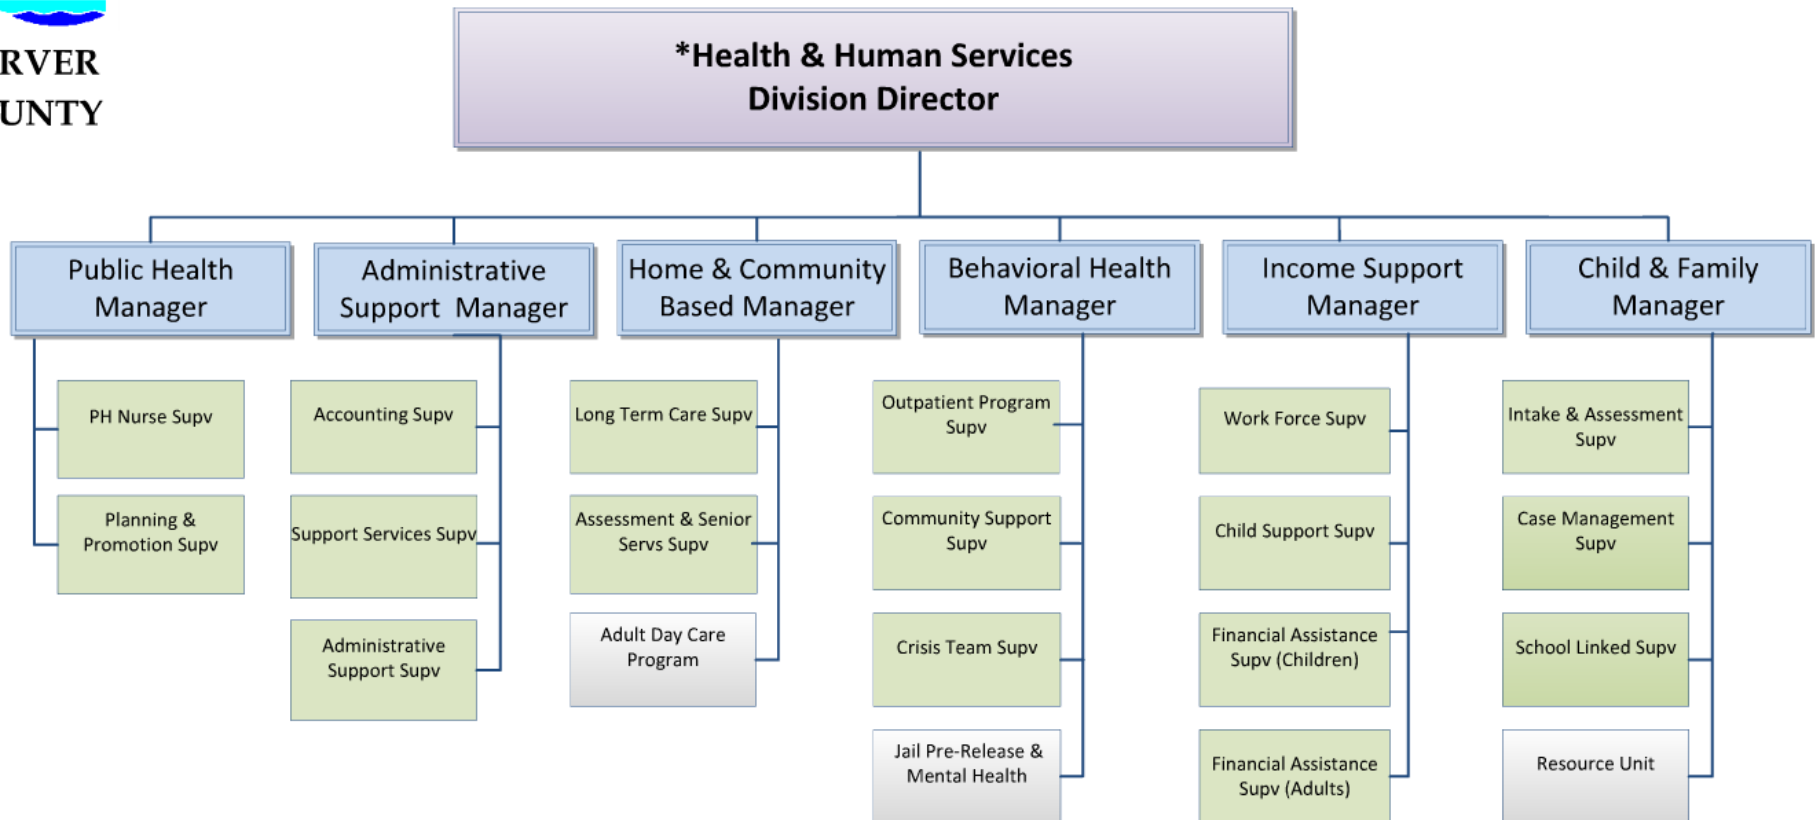 RVER
UNTY
*Health & Human Services
Division Director
Public Health
Manager
Administrative
Support Manager
Home & Community
Based Manager
Behavioral Health
Manager
Income Support
Manager
Child & Family
Manager
PH Nurse Supv
Planning &
Promotion Supv
Accounting Supv
Support Services Supv
Administrative
Support Supv
Long Term Care Supv
Assessment & Senior
Servs Supv
Adult Day Care
Program
Outpatient Program
Supv
Community Support
Supv
Crisis Team Supv
Jail Pre-Release &
Mental Health
Work Force Supv
Child Support Supv
Financial Assistance
Supv (Children)
Financial Assistance
Supv (Adults)
Intake & Assessment
Supv
Case Management
Supv
School Linked Supv
Resource Unit